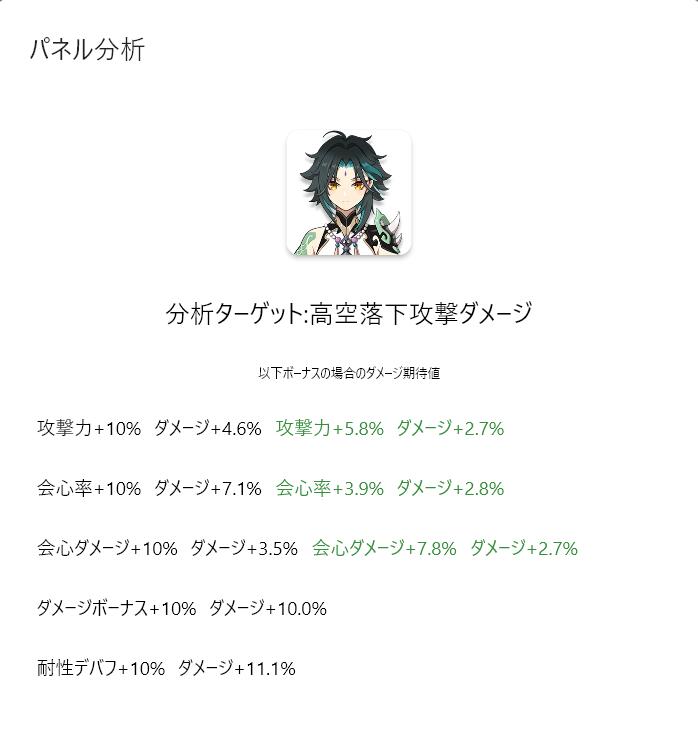 パネル分析
分析ターゲット:高空落下攻撃ダメージ
以下ボーナスの場合のダメージ期待値
攻撃力+10% ダメージ+4.6% 攻撃力+5.8% ダメージ+2.7%
会心率+10% ダメージ+7.1% 会心率+3.9% ダメージ+2.8%
会心ダメージ+10% ダメージ+3.5% 会心ダメージ+7.8% ダメージ+2.7%
ダメージボーナス+10% ダメージ+10.0%
耐性デバフ+10% ダメージ+11.1%